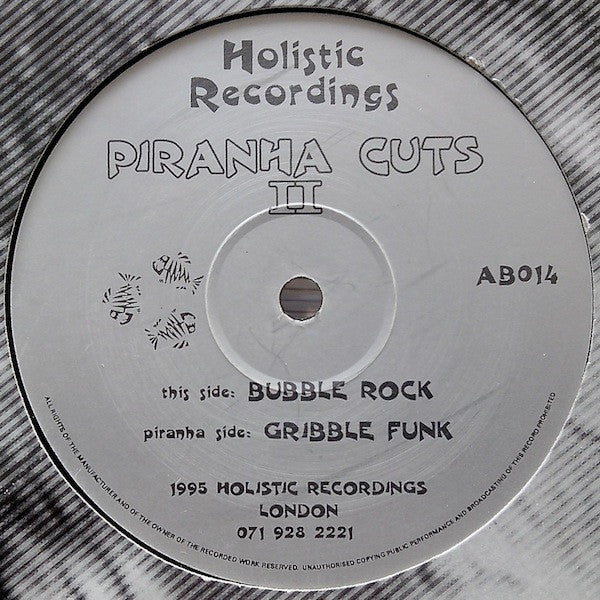 Holistic
Recordings
PIRANHA CUTS
II
AB014
this side: BUBBLE ROCK
piranha side: GRIBBLE FUNK
1995 HOLISTIC RECORDINGS
LONDON
071 928 2221
ALL RIGHTS OF THE MANUFACTURER AND OF THE OWNER OF THE RECORDED WORK RESERVED. UNAUTHORISED COPYING PUBLIC PERFORMANCE AND BROADCASTING OF THIS RECORD PROHIBITED